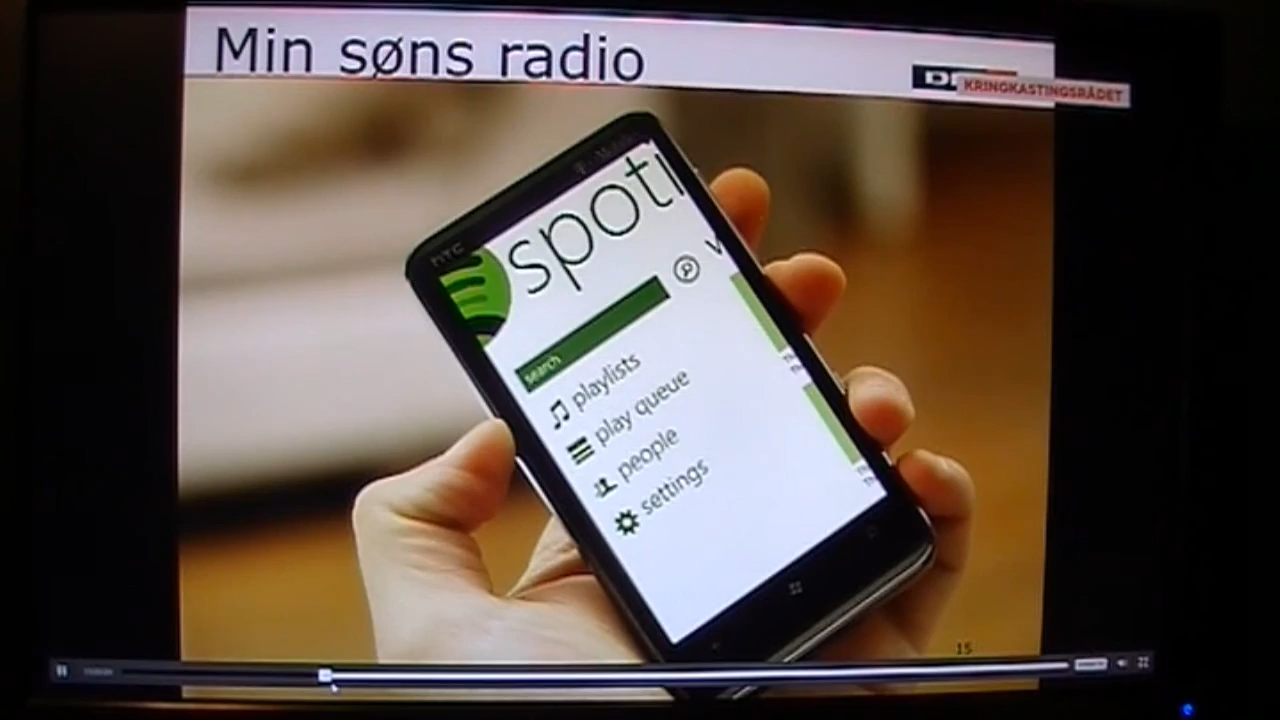 Min søns radio
KRINGKASTINGSRÅDET
hTC
spoti
search
playlists
play queue
people
settings
15